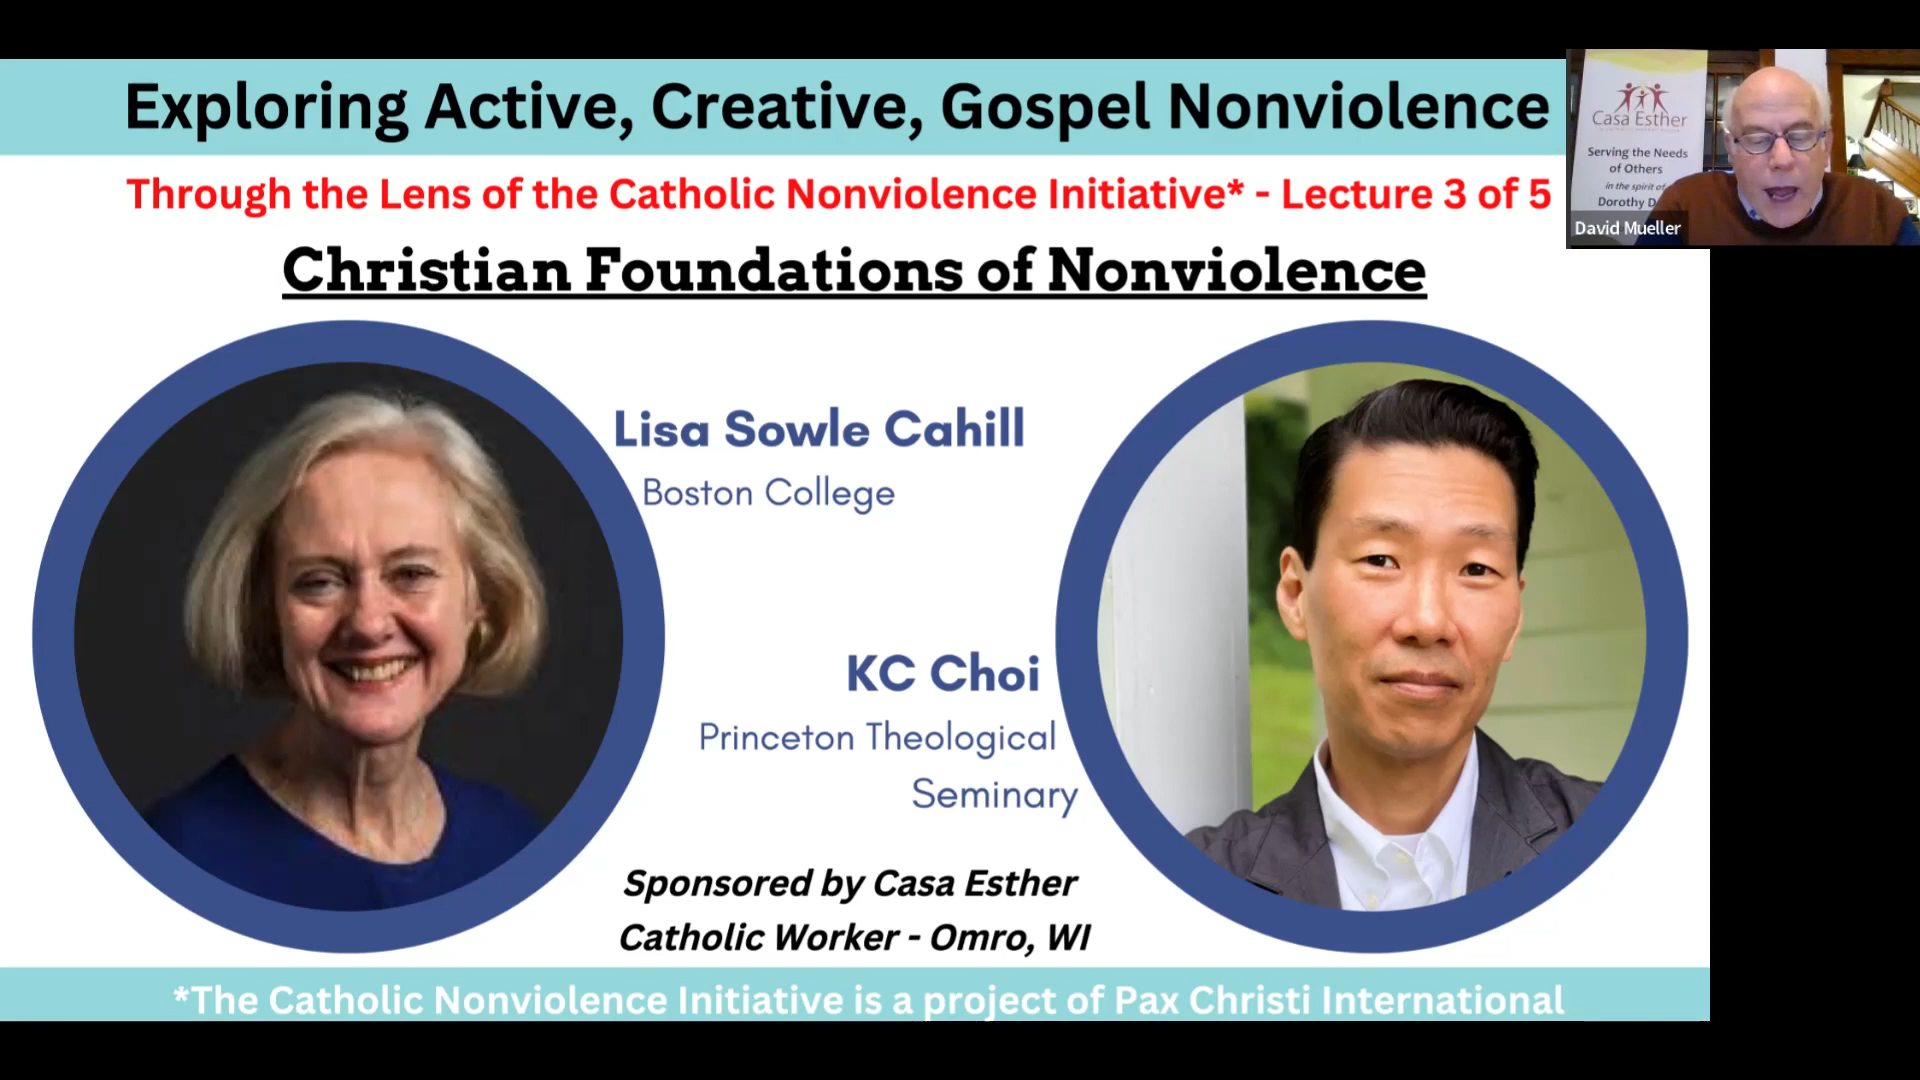 Exploring Active, Creative, Gospel Nonviolence
Through the Lens of the Catholic Nonviolence Initiative* - Lecture 3 of 5
Christian Foundations of Nonviolence
Lisa Sowle Cahill
Boston College
KC Choi
Princeton Theological
Seminary
Sponsored by Casa Esther
Catholic Worker - Omro, WI
*The Catholic Nonviolence Initiative is a project of Pax Christi International
Casa Esther
Serving the Needs
of Others
in the spirit of
Dorothy D
David Mueller